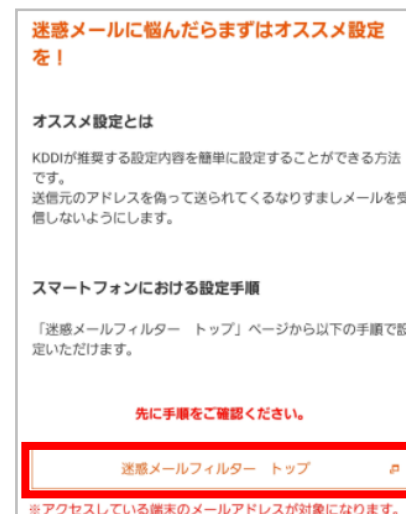 迷惑メールに悩んだらまずはオススメ設定
を！
オススメ設定とは
KDDIが推奨する設定内容を簡単に設定することができる方法
です。
送信元のアドレスを偽って送られてくるなりすましメールを受
信しないようにします。
スマートフォンにおける設定手順
「迷惑メールフィルター　トップ」ページから以下の手順で設
定いただけます。
先に手順をご確認ください。
迷惑メールフィルター　トップ
※アクセスしている端末のメールアドレスが対象になります。